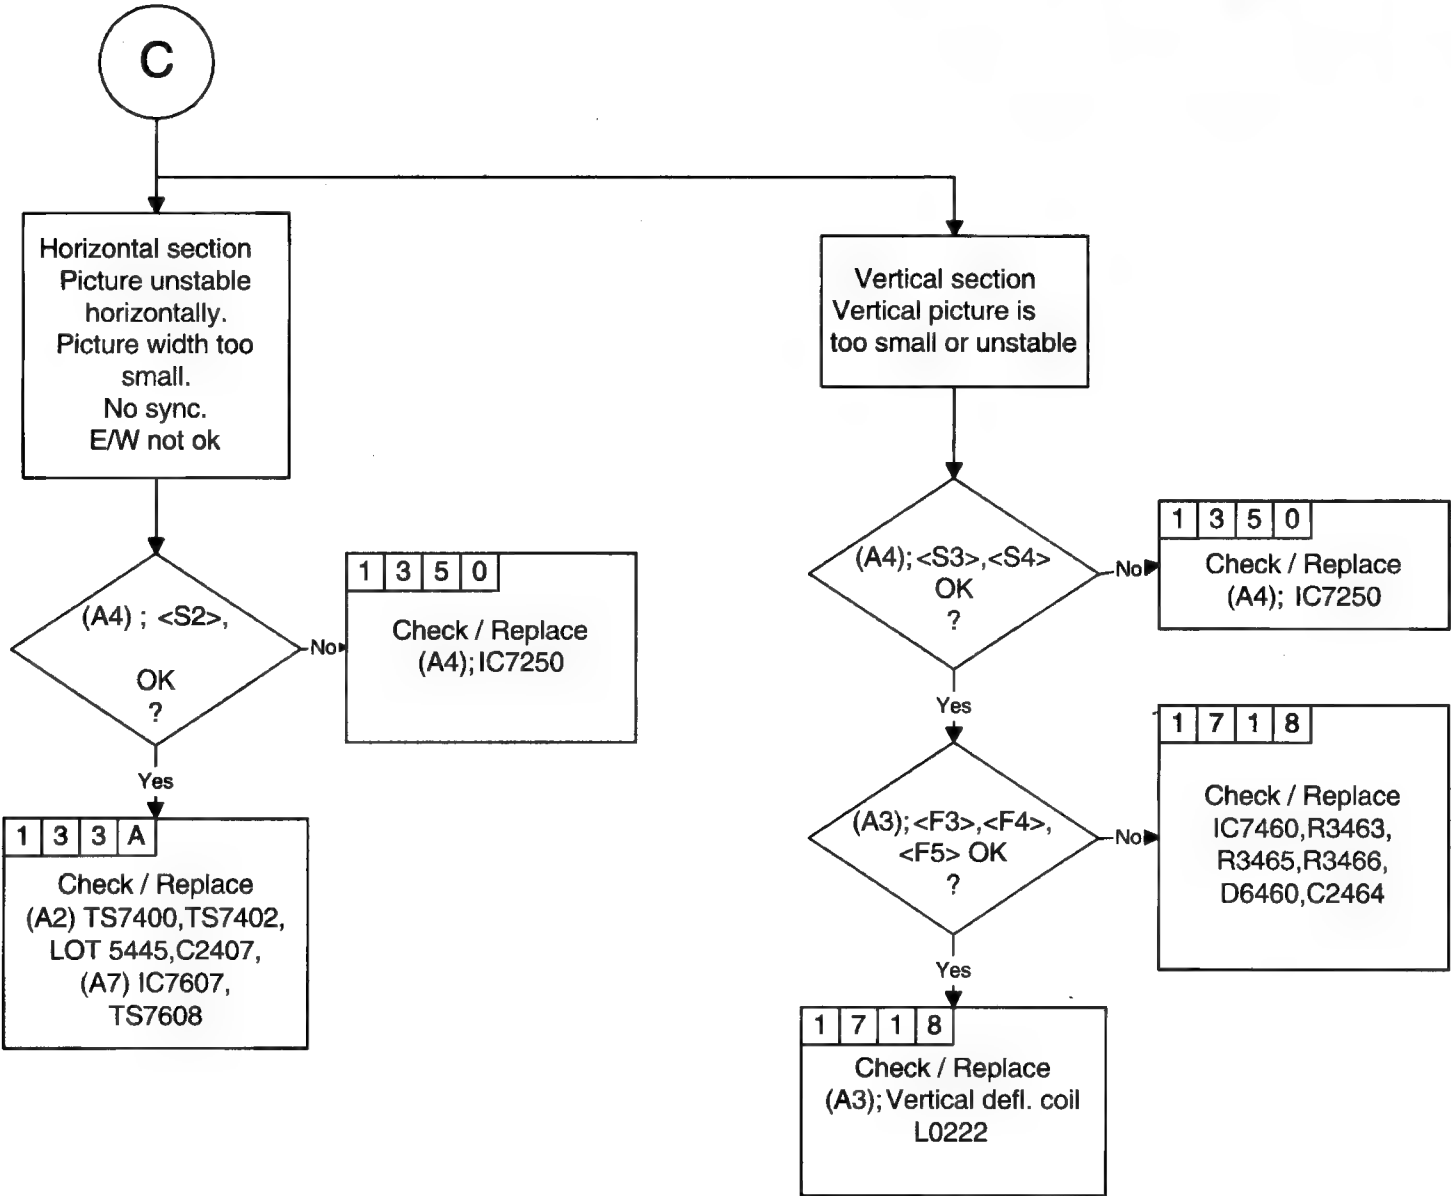 C
Horizontal section
Picture unstable
horizontally.
Picture width too
small.
No sync.
E/W not ok
(A4) ; <S2>,
OK
?
No
1 3 5 0
Check / Replace
(A4); IC7250
Yes
1 3 3 A
Check / Replace
(A2) TS7400,TS7402,
LOT 5445,C2407,
(A7) IC7607,
TS7608
Vertical section
Vertical picture is
too small or unstable
(A4); <S3>,<S4>
OK
?
No
1 3 5 0
Check / Replace
(A4); IC7250
Yes
(A3);<F3>,<F4>,
<F5> OK
?
No
1 7 1 8
Check / Replace
IC7460,R3463,
R3465,R3466,
D6460,C2464
Yes
1 7 1 8
Check / Replace
(A3); Vertical defl. coil
L0222